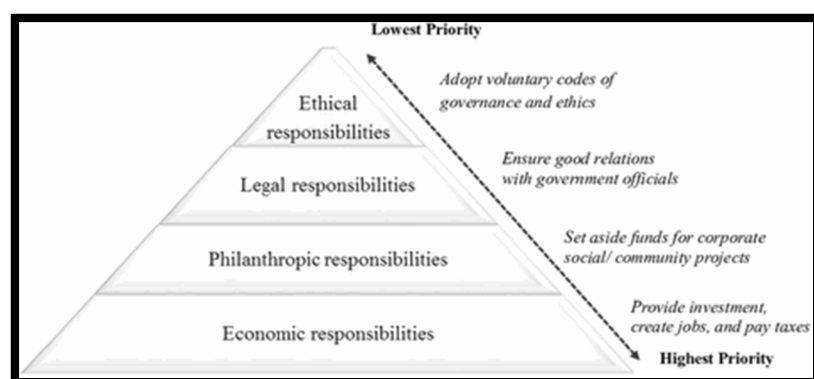 Lowest Priority
Adopt voluntary codes of
governance and ethics
Ethical
responsibilities
Ensure good relations
with government officials
Legal responsibilities
Set aside funds for corporate
social/ community projects
Philanthropic responsibilities
Provide investment,
create jobs, and pay taxes
Economic responsibilities
Highest Priority